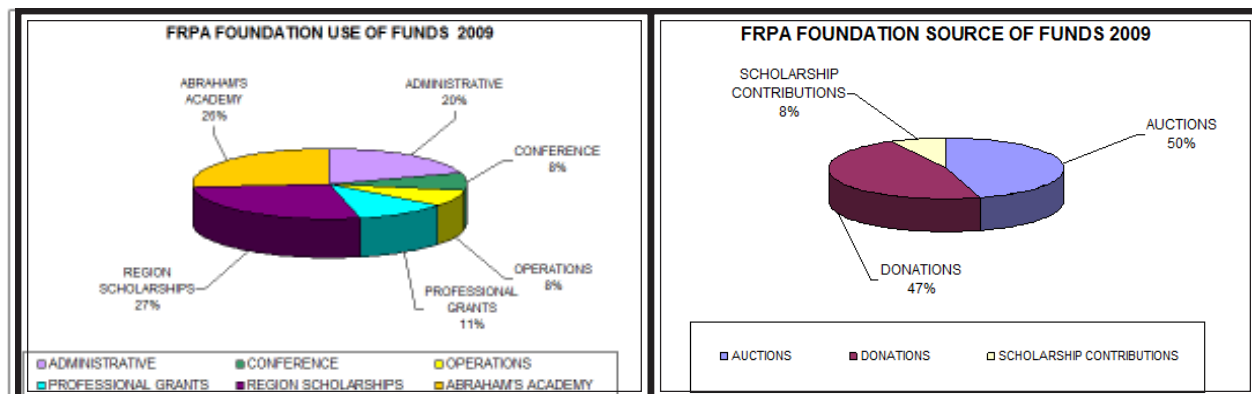 FRPA FOUNDATION USE OF FUNDS 2009
ABRAHAM'S
ACADEMY
26%
ADMINISTRATIVE
20%
CONFERENCE
8%
OPERATIONS
8%
PROFESSIONAL
GRANTS
11%
REGION
SCHOLARSHIPS
27%
ADMINISTRATIVE CONFERENCE OPERATIONS
PROFESSIONAL GRANTS REGION SCHOLARSHIPS ABRAHAM'S ACADEMY
FRPA FOUNDATION SOURCE OF FUNDS 2009
SCHOLARSHIP
CONTRIBUTIONS
8%
AUCTIONS
50%
DONATIONS
47%
AUCTIONS DONATIONS SCHOLARSHIP CONTRIBUTIONS